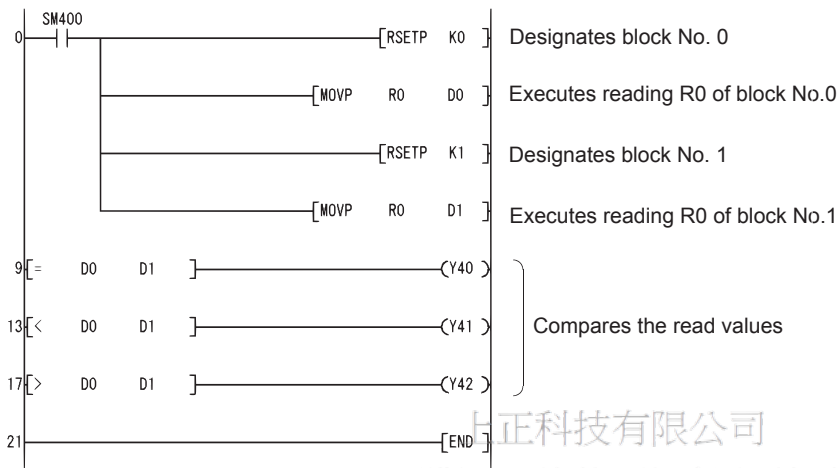 SM400
0 [RSETP K0 ] Designates block No. 0
[MOVP R0 D0 ] Executes reading R0 of block No.0
[RSETP K1 ] Designates block No. 1
[MOVP R0 D1 ] Executes reading R0 of block No.1
9 [= D0 D1 ] (Y40 )
13 [< D0 D1 ] (Y41 ) Compares the read values
17 [> D0 D1 ] (Y42 )
上正科技有限公司
21 [END ]